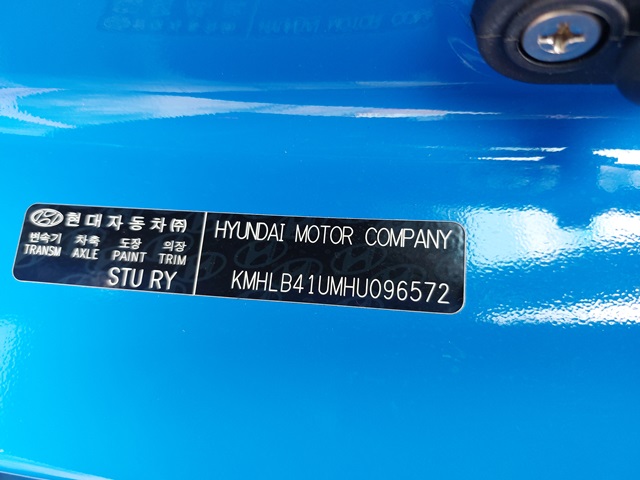 현대자동차㈜
변속기 차축 도장 의장
TRANSM AXLE PAINT TRIM
STU RY
HYUNDAI MOTOR COMPANY
KMHLB41UMHU096572